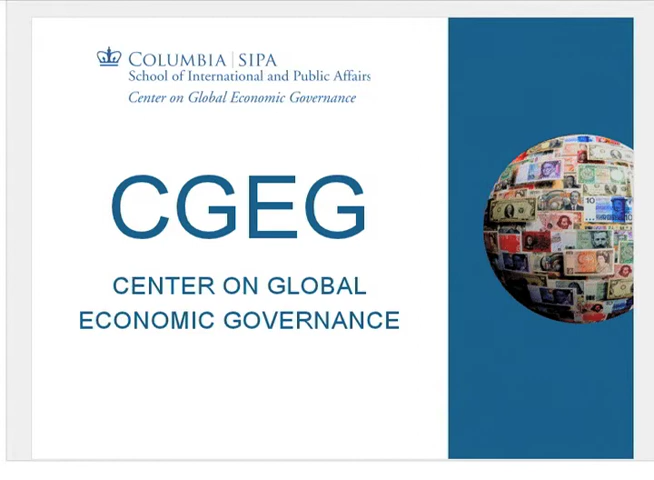 COLUMBIA | SIPA
School of International and Public Affairs
Center on Global Economic Governance
CGEG
CENTER ON GLOBAL
ECONOMIC GOVERNANCE